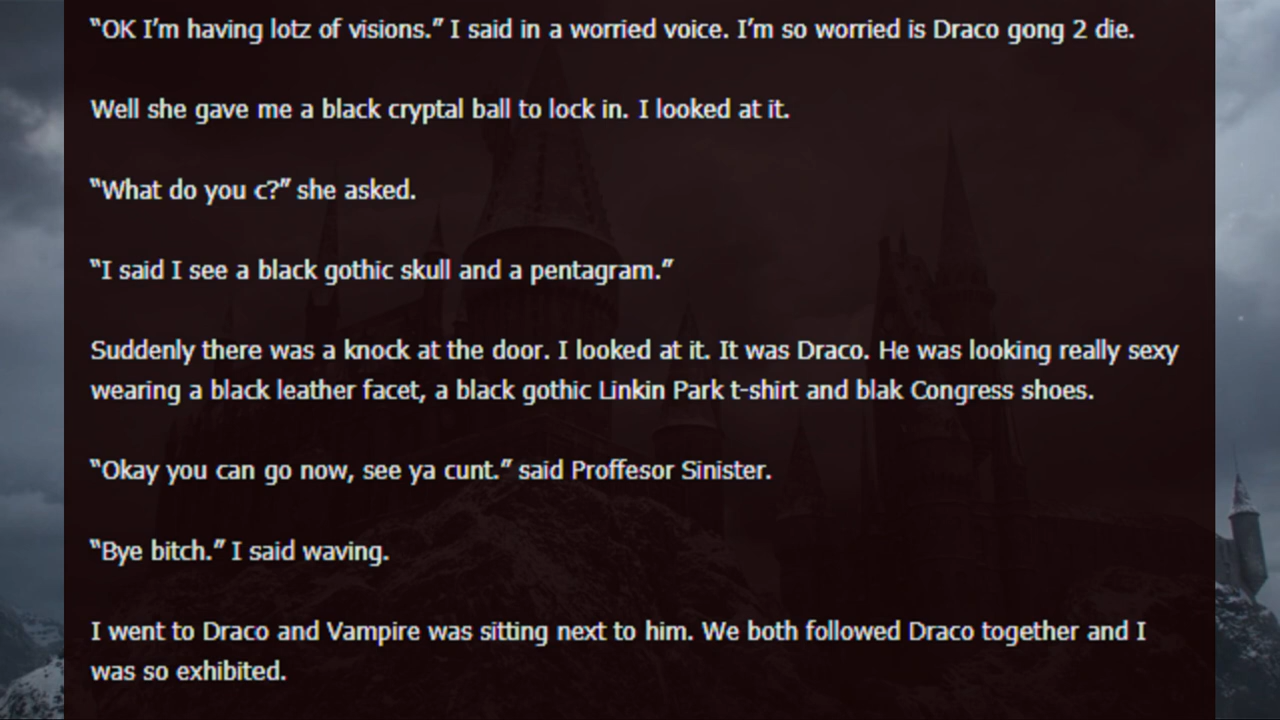 “OK I’m having lotz of visions.” I said in a worried voice. I’m so worried is Draco gong 2 die.
Well she gave me a black cryptal ball to lock in. I looked at it.
“What do you c?” she asked.
“I said I see a black gothic skull and a pentagram.”
Suddenly there was a knock at the door. I looked at it. It was Draco. He was looking really sexy
wearing a black leather facet, a black gothic Linkin Park t-shirt and blak Congress shoes.
“Okay you can go now, see ya cunt.” said Proffesor Sinister.
“Bye bitch.” I said waving.
I went to Draco and Vampire was sitting next to him. We both followed Draco together and I
was so exhibited.